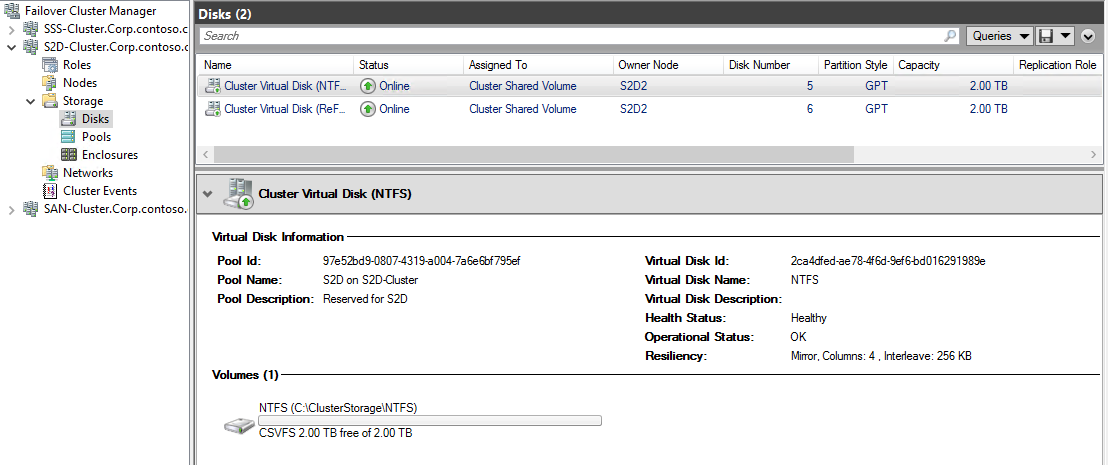 Failover Cluster Manager
SSS-Cluster.Corp.contoso.
S2D-Cluster.Corp.contoso.c
Roles
Nodes
Storage
Disks
Pools
Enclosures
Networks
Cluster Events
SAN-Cluster.Corp.contoso.
Disks (2)
Search
Queries
Name Status Assigned To Owner Node Disk Number Partition Style Capacity Replication Role
Cluster Virtual Disk (NTF... Online Cluster Shared Volume S2D2 5 GPT 2.00 TB
Cluster Virtual Disk (ReF... Online Cluster Shared Volume S2D2 6 GPT 2.00 TB
Cluster Virtual Disk (NTFS)
Virtual Disk Information
Pool Id: 97e52bd9-0807-4319-a004-7a6e6bf795ef
Pool Name: S2D on S2D-Cluster
Pool Description: Reserved for S2D
Virtual Disk Id: 2ca4dfed-ae78-4f6d-9ef6-bd016291989e
Virtual Disk Name: NTFS
Virtual Disk Description:
Health Status: Healthy
Operational Status: OK
Resiliency: Mirror, Columns: 4 , Interleave: 256 KB
Volumes (1)
NTFS (C:\ClusterStorage\NTFS)
CSVFS 2.00 TB free of 2.00 TB